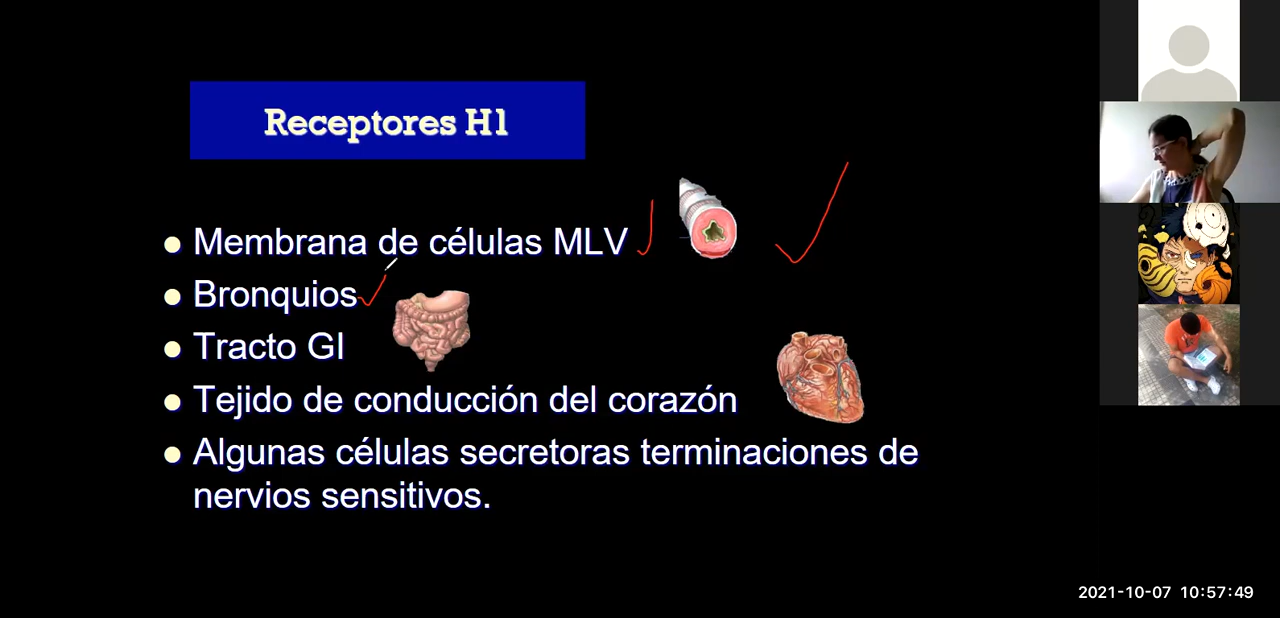 Receptores H1
Membrana de células MLV
Bronquios
Tracto GI
Tejido de conducción del corazón
Algunas células secretoras terminaciones de
nervios sensitivos.
2021-10-07 10:57:49